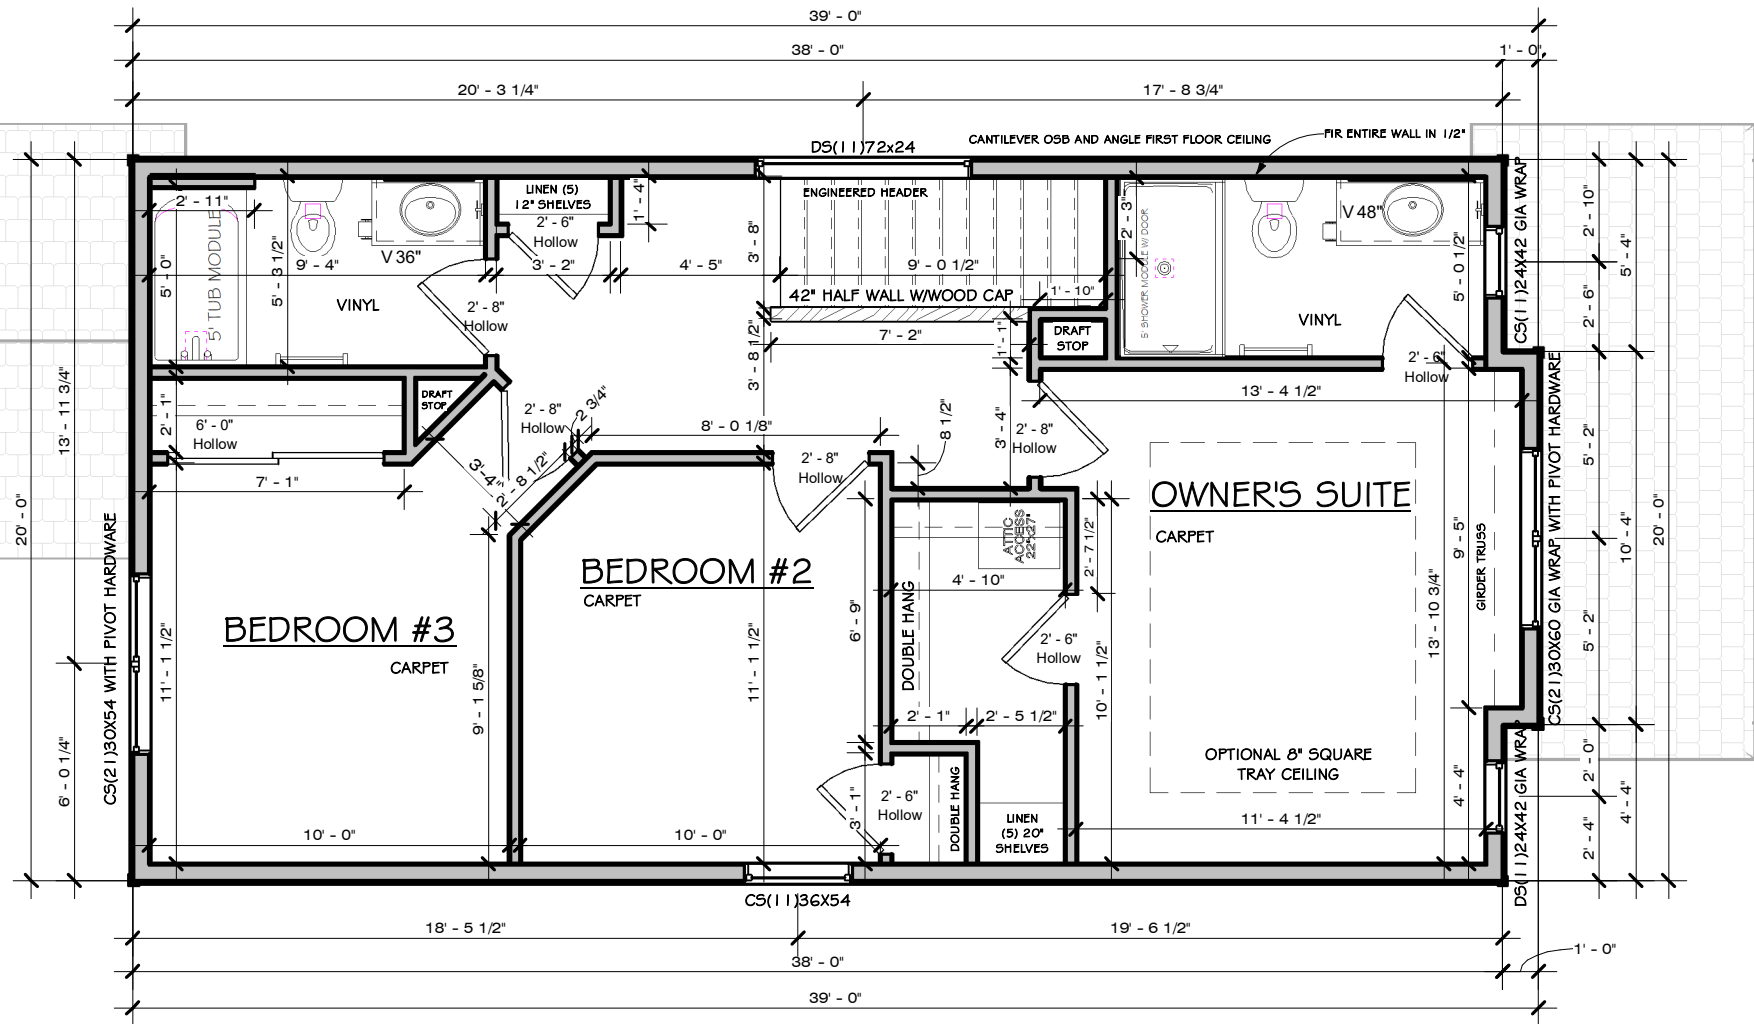 39' - 0"
38' - 0"
1' - 0"
20' - 3 1/4"
17' - 8 3/4"
DS(11)72x24
CANTILEVER OSB AND ANGLE FIRST FLOOR CEILING
FIR ENTIRE WALL IN 1/2"
ENGINEERED HEADER
LINEN (5)
12" SHELVES
2' - 6"
Hollow
1' - 4"
2' - 11"
5' TUB MODULE
5' - 0"
5' - 3 1/2"
9' - 4"
V 36"
VINYL
3' - 2"
4' - 5"
3' - 8"
9' - 0 1/2"
2' - 8"
Hollow
42" HALF WALL W/WOOD CAP
1' - 10"
2' - 3"
5' SHOWER MODULE W/ DOOR
V 48"
5' - 0 1/2"
VINYL
CS(11)24X42 GIA WRAP
2' - 10"
5' - 4"
2' - 6"
7' - 2"
3' - 8 1/2"
1' - 1"
DRAFT
STOP
2' - 6"
Hollow
13' - 4 1/2"
13' - 11 3/4"
20' - 0"
2' - 1"
6' - 0"
Hollow
DRAFT
STOP
7' - 1"
2' - 8"
Hollow
2 3/4"
3'-4"
2' - 8 1/2"
8' - 0 1/8"
2' - 8"
Hollow
8 1/2"
3' - 4"
2' - 8"
Hollow
OWNER'S SUITE
CARPET
ATTIC
ACCESS
22"x27"
2' - 7 1/2"
9' - 5"
GIRDER TRUSS
CS(21)30X60 GIA WRAP WITH PIVOT HARDWARE
5' - 2"
10' - 4"
20' - 0"
5' - 2"
CS(21)30X54 WITH PIVOT HARDWARE
BEDROOM #3
CARPET
11' - 1 1/2"
9' - 1 5/8"
BEDROOM #2
CARPET
11' - 1 1/2"
6' - 9"
DOUBLE HANG
4' - 10"
2' - 6"
Hollow
10' - 1 1/2"
13' - 10 3/4"
2' - 1"
2' - 5 1/2"
OPTIONAL 8" SQUARE
TRAY CEILING
6' - 0 1/4"
3' - 1"
2' - 6"
Hollow
DOUBLE HANG
LINEN
(5) 20"
SHELVES
11' - 4 1/2"
4' - 4"
DS(11)24X42 GIA WRAP
2' - 0"
4' - 4"
2' - 4"
10' - 0"
10' - 0"
CS(11)36X54
18' - 5 1/2"
19' - 6 1/2"
38' - 0"
1' - 0"
39' - 0"